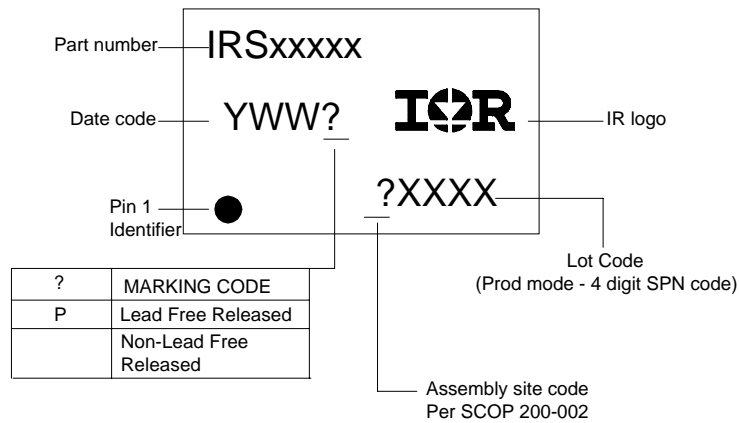 Part number
IRSxxxxx
Date code
YWW?
IOR
IR logo
Pin 1
Identifier
?XXXX
Lot Code
(Prod mode - 4 digit SPN code)
? MARKING CODE
P Lead Free Released
Non-Lead Free
Released
Assembly site code
Per SCOP 200-002